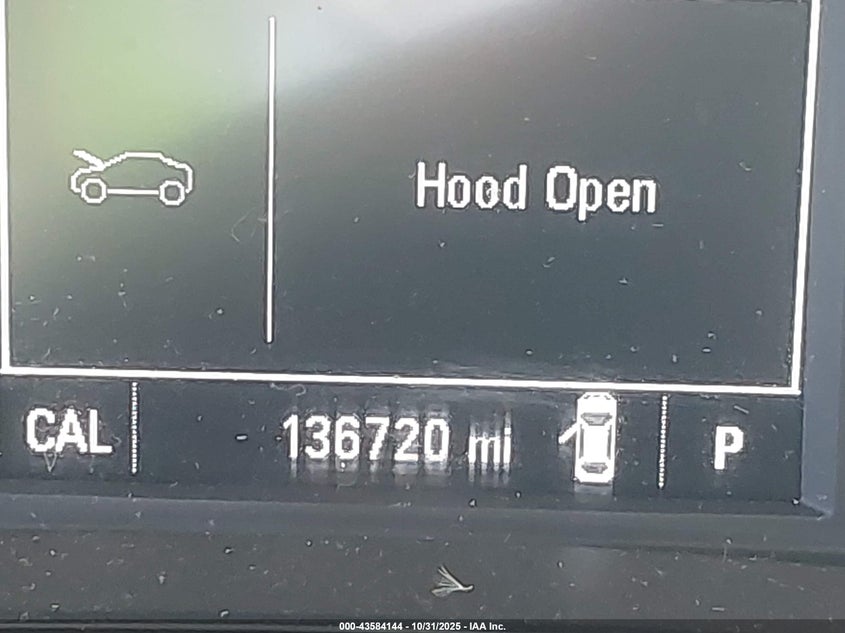 Hood Open
CAL
136720 mi
P
000-43584144 - 10/31/2025 - IAA Inc.